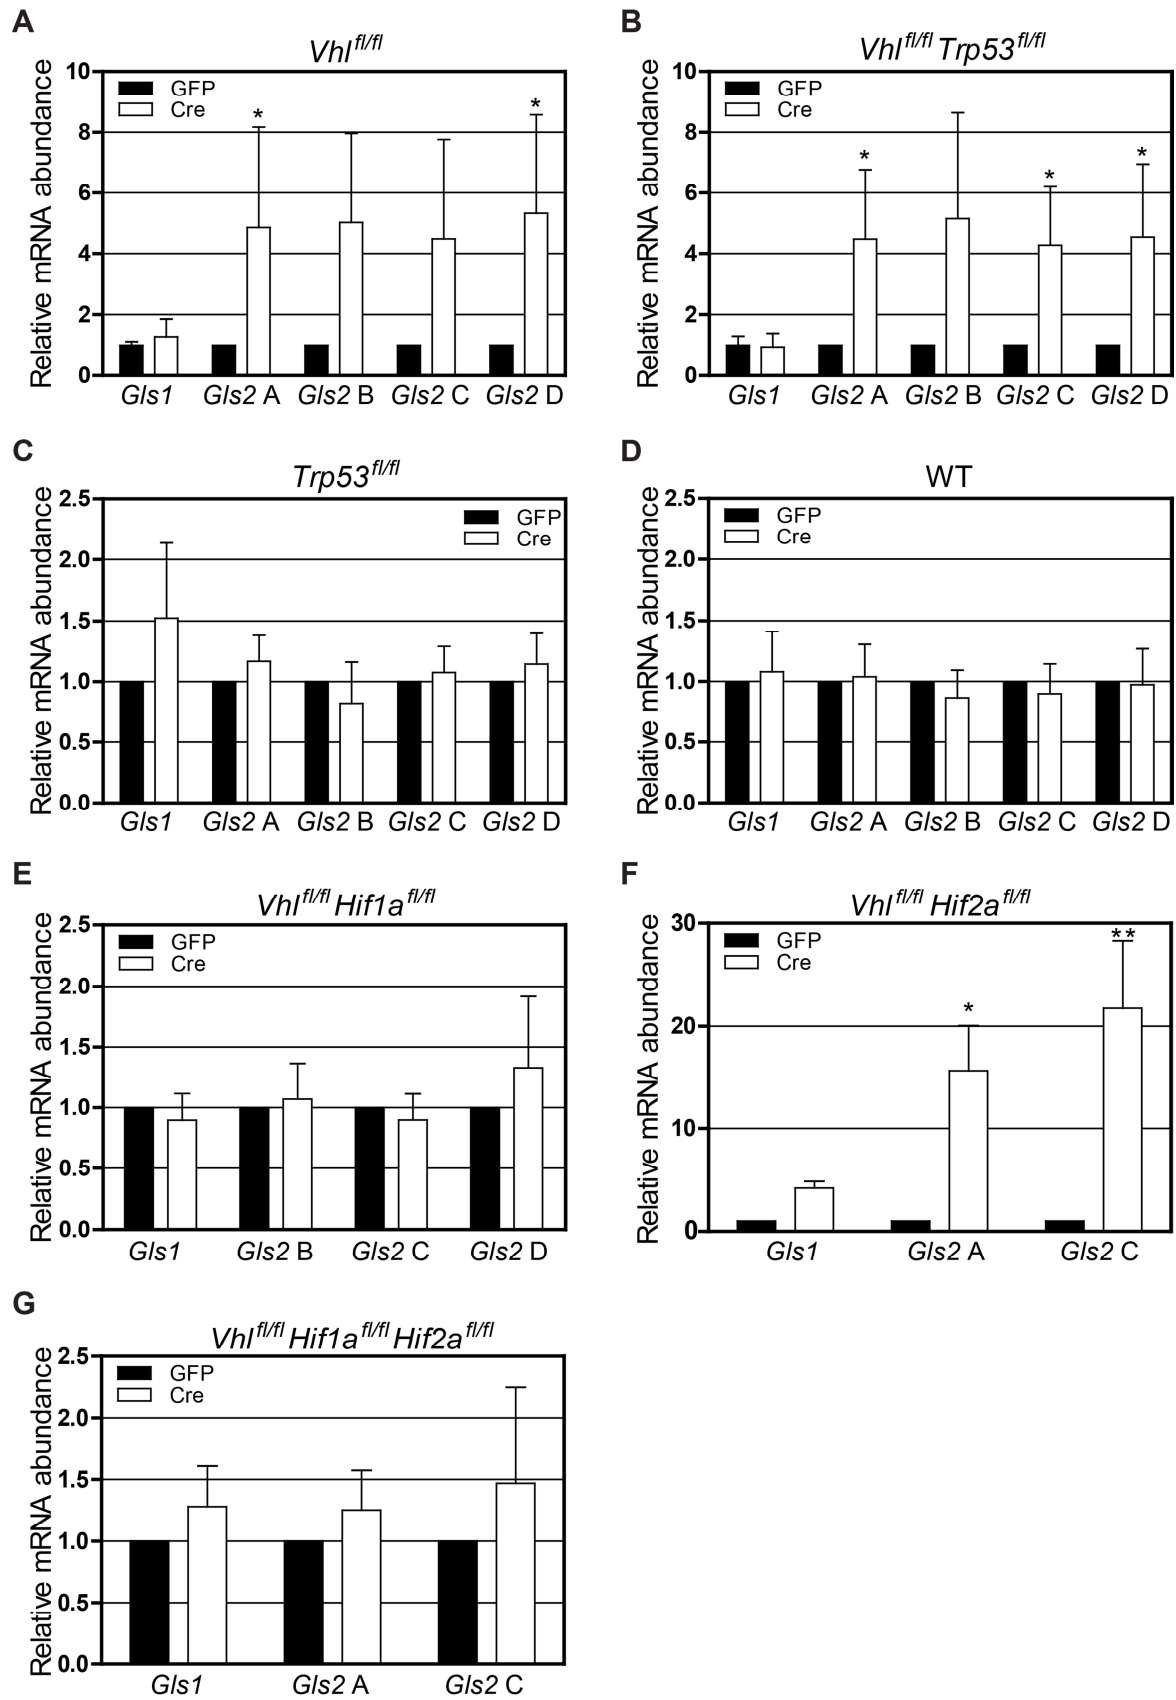 A
Vhl fl/fl
Relative mRNA abundance
10
8
6
4
2
0
GFP
Cre
*
*
Gls1 Gls2 A Gls2 B Gls2 C Gls2 D
B
Vhl fl/fl Trp53 fl/fl
Relative mRNA abundance
10
8
6
4
2
0
GFP
Cre
*
*
*
Gls1 Gls2 A Gls2 B Gls2 C Gls2 D
C
Trp53 fl/fl
Relative mRNA abundance
2.5
2.0
1.5
1.0
0.5
0.0
GFP
Cre
Gls1 Gls2 A Gls2 B Gls2 C Gls2 D
D
WT
Relative mRNA abundance
2.5
2.0
1.5
1.0
0.5
0.0
GFP
Cre
Gls1 Gls2 A Gls2 B Gls2 C Gls2 D
E
Vhl fl/fl Hif1a fl/fl
Relative mRNA abundance
2.5
2.0
1.5
1.0
0.5
0.0
GFP
Cre
Gls1 Gls2 B Gls2 C Gls2 D
F
Vhl fl/fl Hif2a fl/fl
Relative mRNA abundance
30
20
10
0
GFP
Cre
*
**
Gls1 Gls2 A Gls2 C
G
Vhl fl/fl Hif1a fl/fl Hif2a fl/fl
Relative mRNA abundance
2.5
2.0
1.5
1.0
0.5
0.0
GFP
Cre
Gls1 Gls2 A Gls2 C